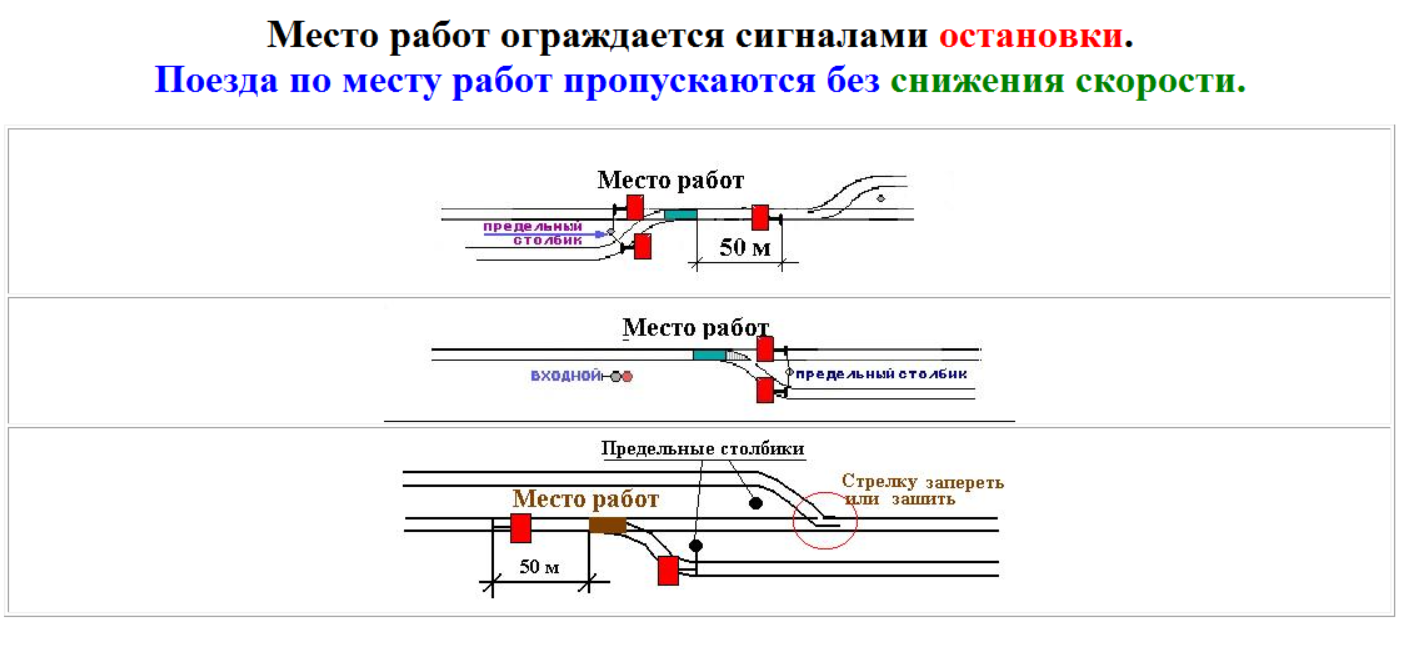 Место работ ограждается сигналами остановки.
Поезда по месту работ пропускаются без снижения скорости.
Место работ
предельный
столбик
50 м
Место работ
входной
предельный столбик
Предельные столбики
Стрелку запереть
или зашить
Место работ
50 м